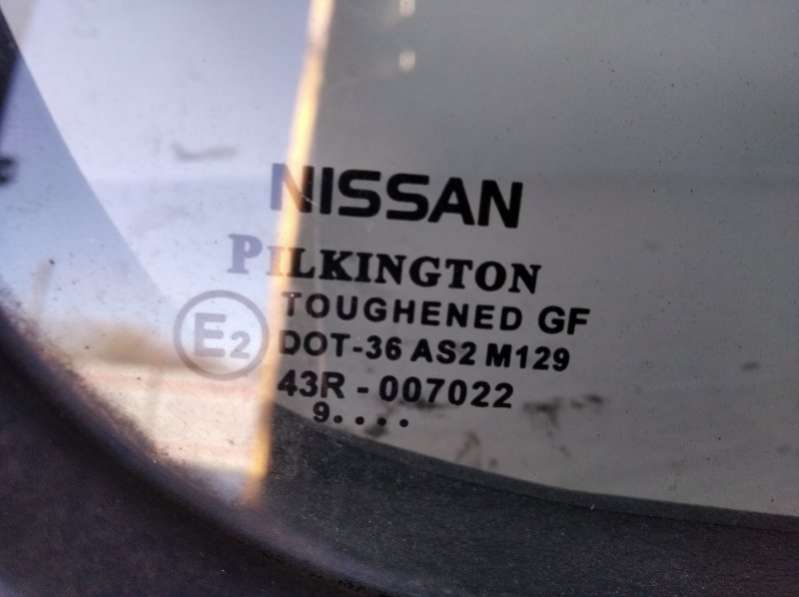 NISSAN
PILKINGTON
TOUGHENED GF
E2
DOT-36 AS2 M129
43R - 007022
9....